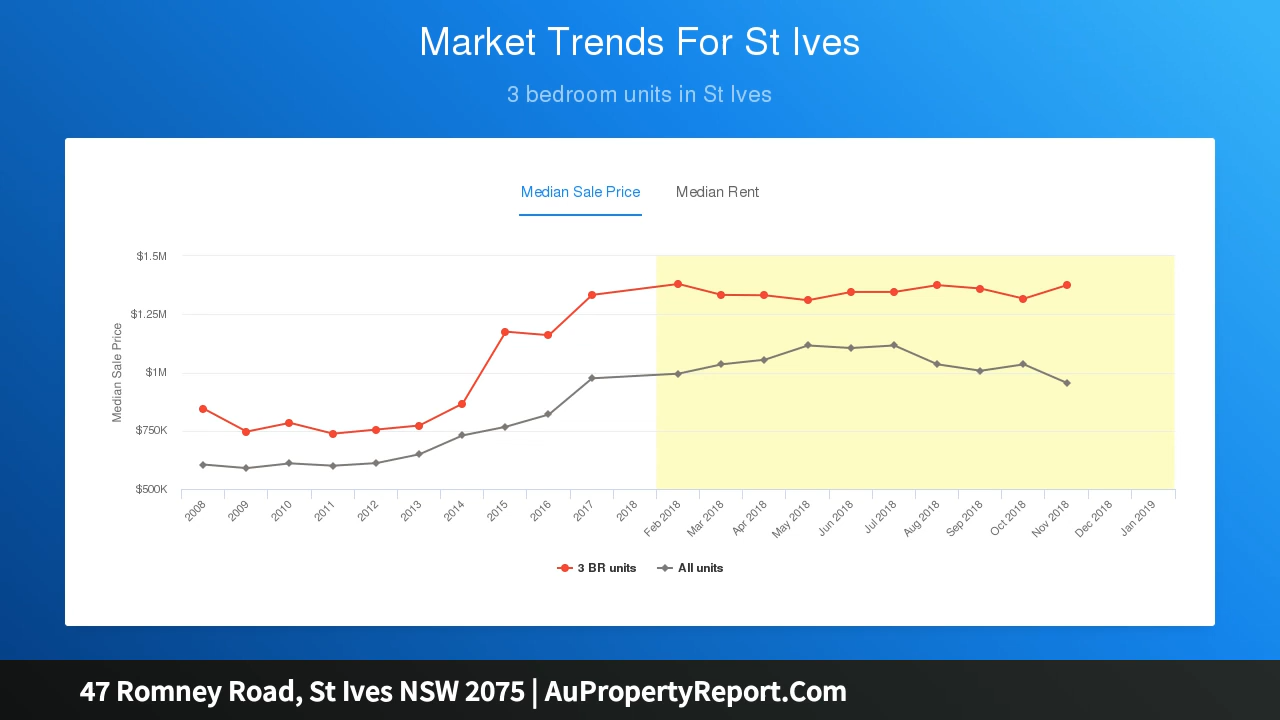 Market Trends For St Ives
3 bedroom units in St Ives
Median Sale Price Median Rent
Median Sale Price
$1.5M
$1.25M
$1M
$750K
$500K
2008 2009 2010 2011 2012 2013 2014 2015 2016 2017 2018 Feb 2018 Mar 2018 Apr 2018 May 2018 Jun 2018 Jul 2018 Aug 2018 Sep 2018 Oct 2018 Nov 2018 Dec 2018 Jan 2019
3 BR units All units
47 Romney Road, St Ives NSW 2075 | AuPropertyReport.Com